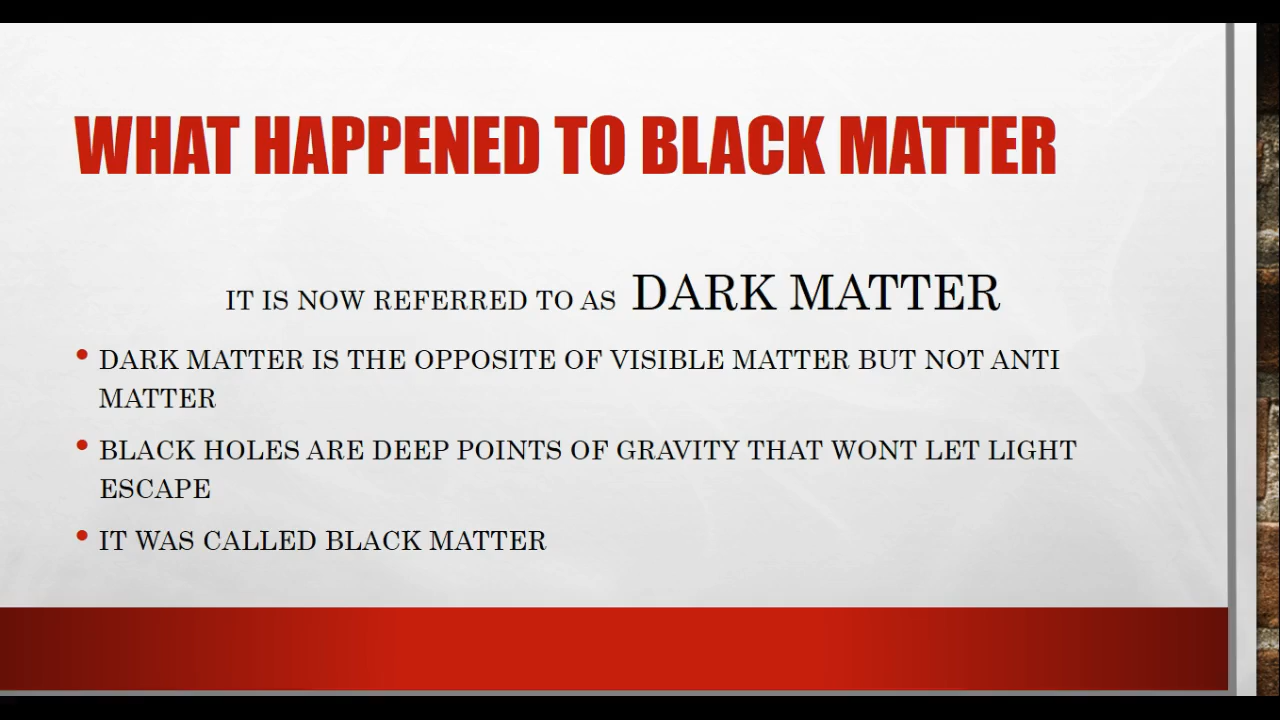 WHAT HAPPENED TO BLACK MATTER
IT IS NOW REFERRED TO AS DARK MATTER
• DARK MATTER IS THE OPPOSITE OF VISIBLE MATTER BUT NOT ANTI
MATTER
• BLACK HOLES ARE DEEP POINTS OF GRAVITY THAT WONT LET LIGHT
ESCAPE
• IT WAS CALLED BLACK MATTER